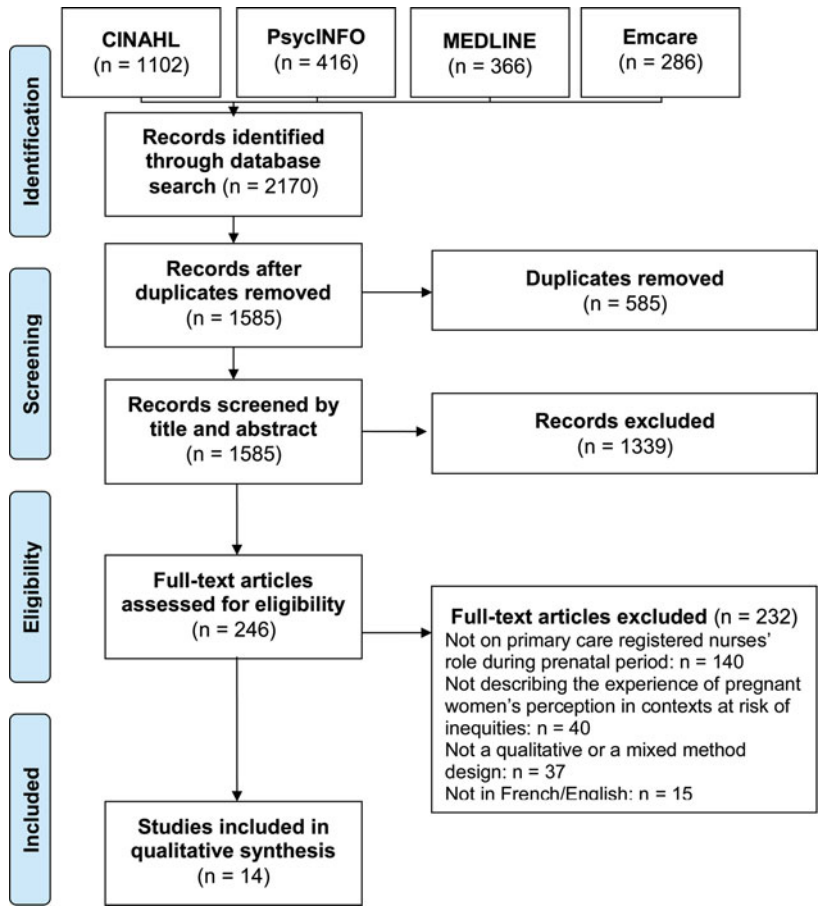 CINAHL
(n = 1102)
PsycINFO
(n = 416)
MEDLINE
(n = 366)
Emcare
(n = 286)
Identification
Records identified
through database
search (n = 2170)
Screening
Records after
duplicates removed
(n = 1585)
Duplicates removed
(n = 585)
Records screened by
title and abstract
(n = 1585)
Records excluded
(n = 1339)
Eligibility
Full-text articles
assessed for eligibility
(n = 246)
Full-text articles excluded (n = 232)
Not on primary care registered nurses'
role during prenatal period: n = 140
Not describing the experience of pregnant
women's perception in contexts at risk of
inequities: n = 40
Not a qualitative or a mixed method
design: n = 37
Not in French/English: n = 15
Included
Studies included in
qualitative synthesis
(n = 14)